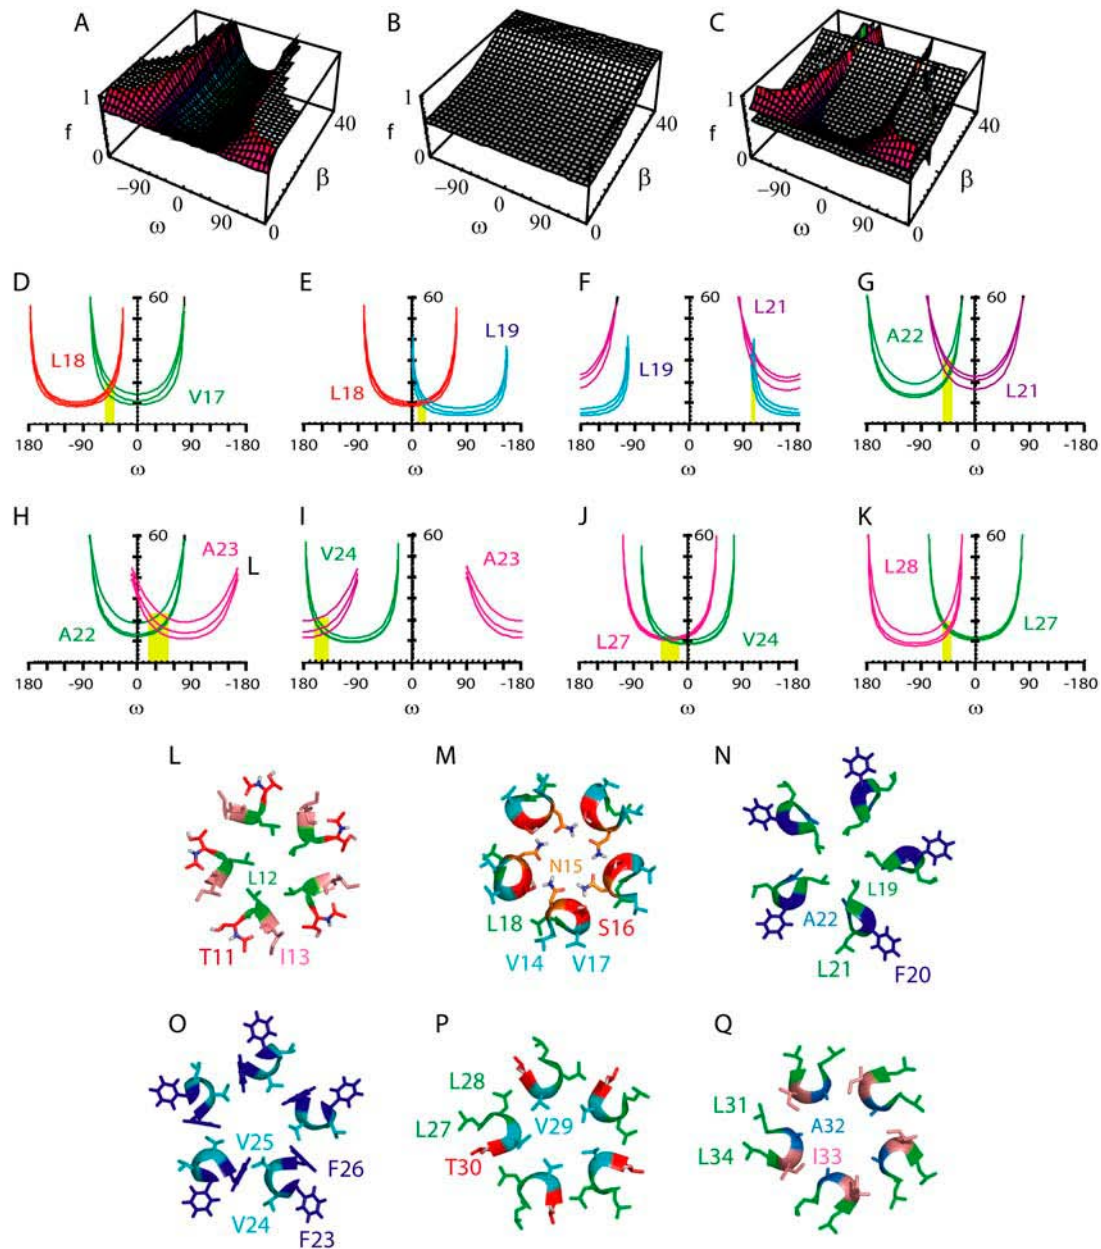 A
B
C
1
f
0
-90
0
90
ω
0
β
40
1
f
0
-90
0
90
ω
0
β
40
1
f
0
-90
0
90
ω
0
β
40
D
E
F
G
60
L18
V17
180
90
0
-90
-180
ω
60
L19
L18
180
90
0
-90
-180
ω
60
L21
L19
180
90
0
-90
-180
ω
60
A22
L21
180
90
0
-90
-180
ω
H
I
J
K
60
A23
L
A22
-180
-90
0
90
180
ω
60
V24
A23
-180
-90
0
90
180
ω
60
L27
V24
-180
-90
0
90
180
ω
60
L28
L27
-180
-90
0
90
-180
ω
L
M
N
L12
T11
I13
N15
L18
S16
V14
V17
L19
A22
L21
F20
O
P
Q
V25
F26
V24
F23
L28
L27
V29
T30
L31
A32
L34
I33